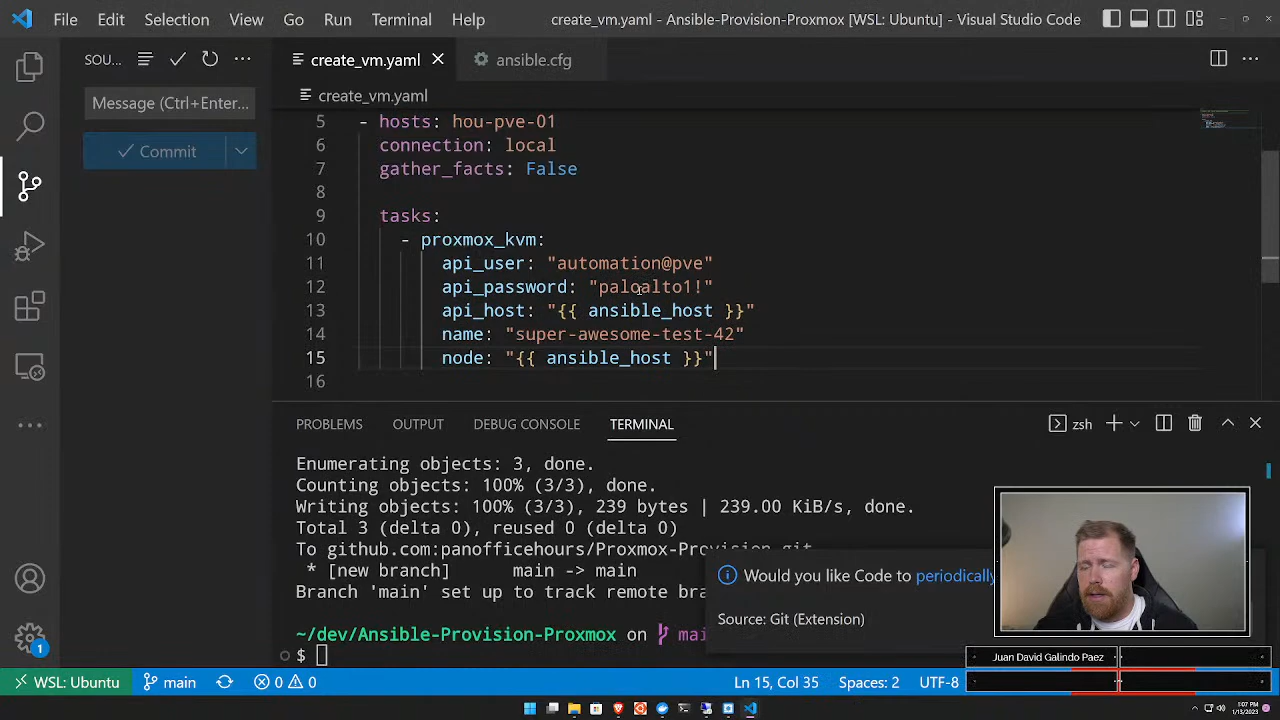 File Edit Selection View Go Run Terminal Help create_vm.yaml - Ansible-Provision-Proxmox [WSL: Ubuntu] - Visual Studio Code
SOU... create_vm.yaml ansible.cfg
Message (Ctrl+Enter... create_vm.yaml
Commit
5 - hosts: hou-pve-01
6 connection: local
7 gather_facts: False
8
9 tasks:
10 - proxmox_kvm:
11 api_user: "automation@pve"
12 api_password: "paloalto1!"
13 api_host: "{{ ansible_host }}"
14 name: "super-awesome-test-42"
15 node: "{{ ansible_host }}"
16
PROBLEMS OUTPUT DEBUG CONSOLE TERMINAL zsh
Enumerating objects: 3, done.
Counting objects: 100% (3/3), done.
Writing objects: 100% (3/3), 239 bytes | 239.00 KiB/s, done.
Total 3 (delta 0), reused 0 (delta 0)
To github.com:panofficehours/Proxmox-Provision.git
* [new branch] main -> main
Branch 'main' set up to track remote bra
Would you like Code to periodically
Source: Git (Extension)
~/dev/Ansible-Provision-Proxmox on mai
$
1
Juan David Galindo Paez
WSL: Ubuntu main 0 0 Ln 15, Col 35 Spaces: 2 UTF-8
1:07 PM
1/13/2023